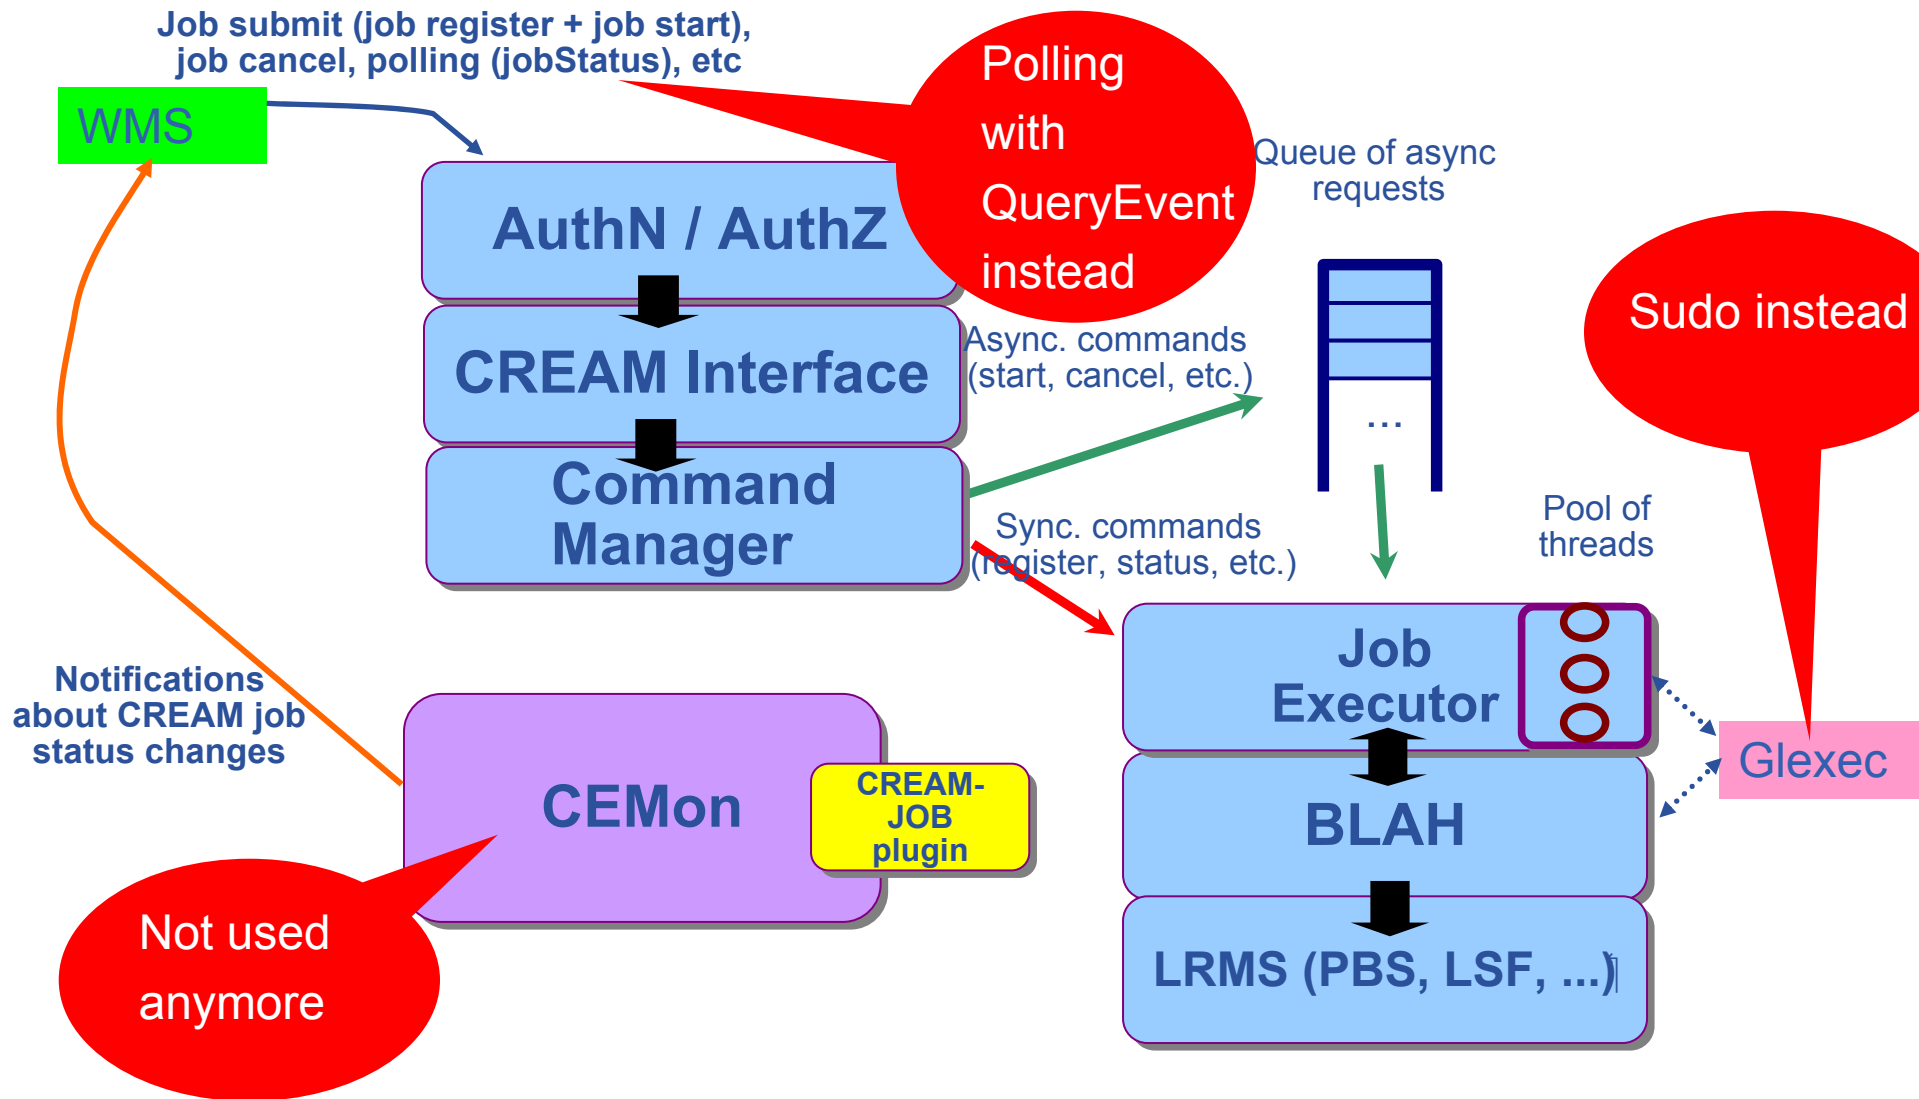 Job submit (job register + job start),
job cancel, polling (jobStatus), etc
Polling
with
QueryEvent
instead
WMS
Queue of async
requests
AuthN / AuthZ
Sudo instead
CREAM Interface
Async. commands
(start, cancel, etc.)
...
Command
Manager
Sync. commands
(register, status, etc.)
Pool of
threads
Job
Executor
Notifications
about CREAM job
status changes
Glexec
CEMon
CREAM-
JOB
plugin
BLAH
Not used
anymore
LRMS (PBS, LSF, ...)